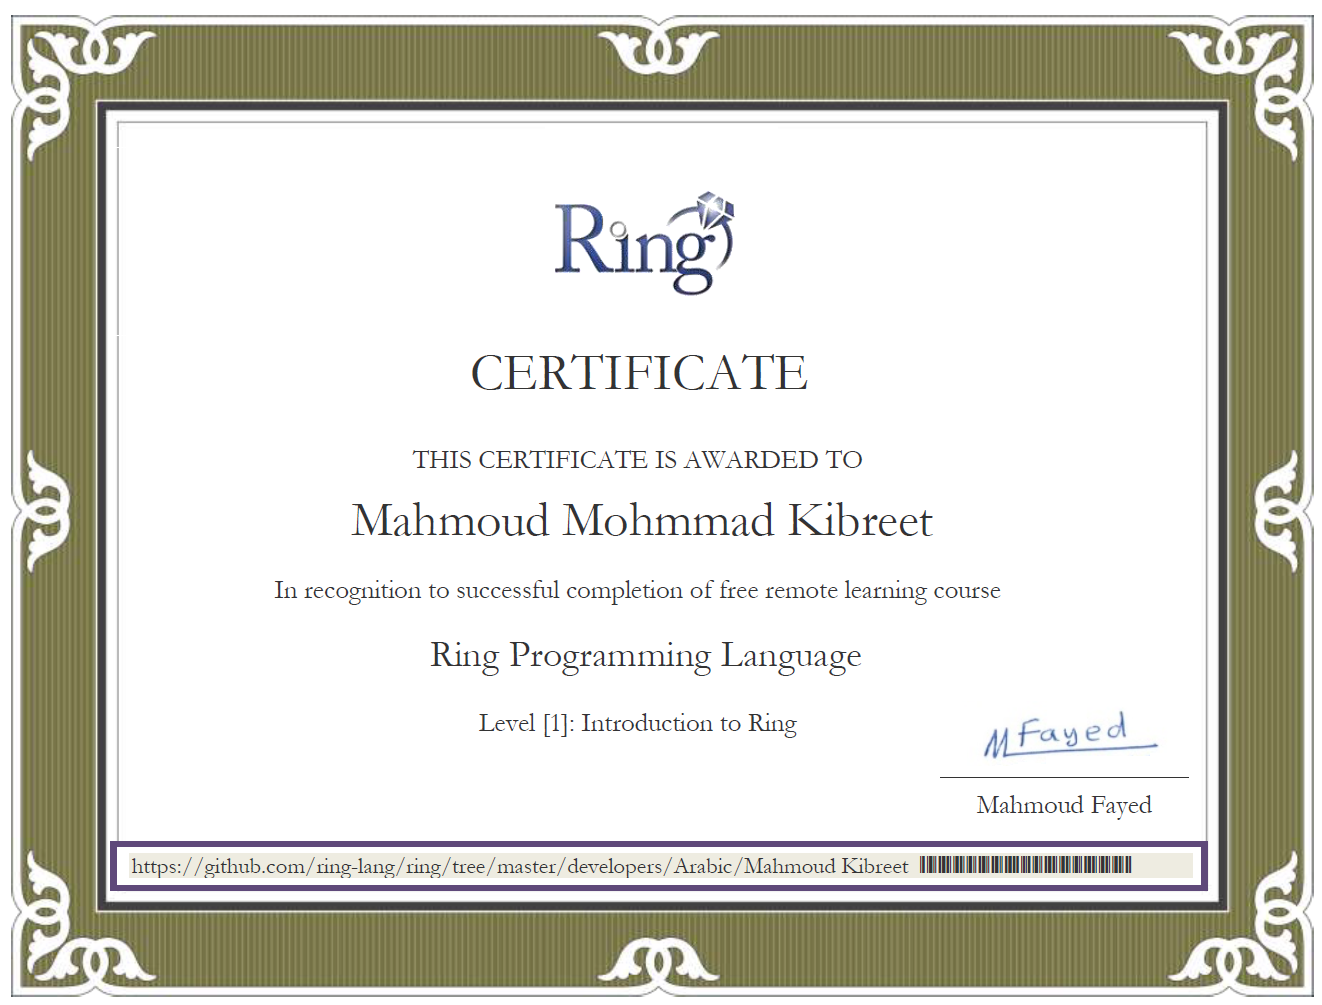 Ring
CERTIFICATE
THIS CERTIFICATE IS AWARDED TO
Mahmoud Mohmmad Kibreet
In recognition to successful completion of free remote learning course
Ring Programming Language
Level [1]: Introduction to Ring
MFayed
Mahmoud Fayed
https://github.com/ring-lang/ring/tree/master/developers/Arabic/Mahmoud Kibreet